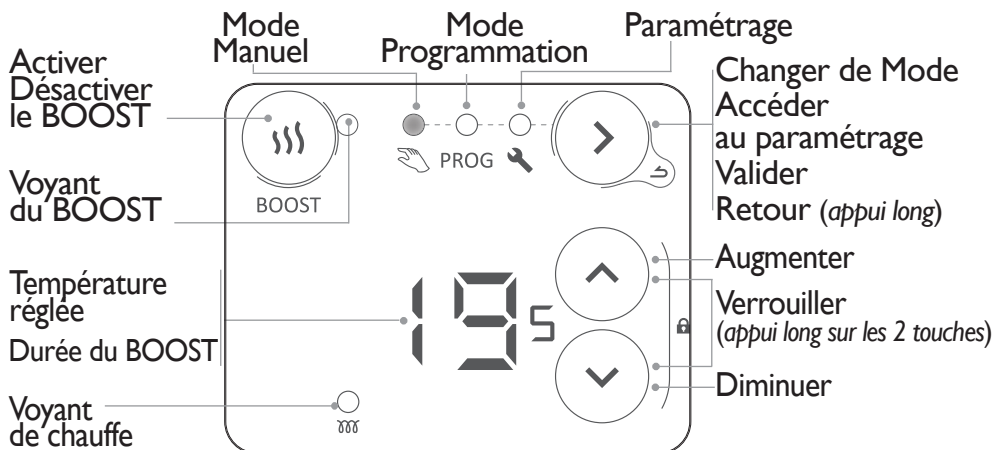 Mode
Manuel
Mode
Programmation
Paramétrage
Activer
Désactiver
le BOOST
Changer de Mode
Accéder
au paramétrage
Valider
Retour (appui long)
PROG
BOOST
Voyant
du BOOST
Température
réglée
Durée du BOOST
19 5
Augmenter
Verrouiller
(appui long sur les 2 touches)
Diminuer
Voyant
de chauffe